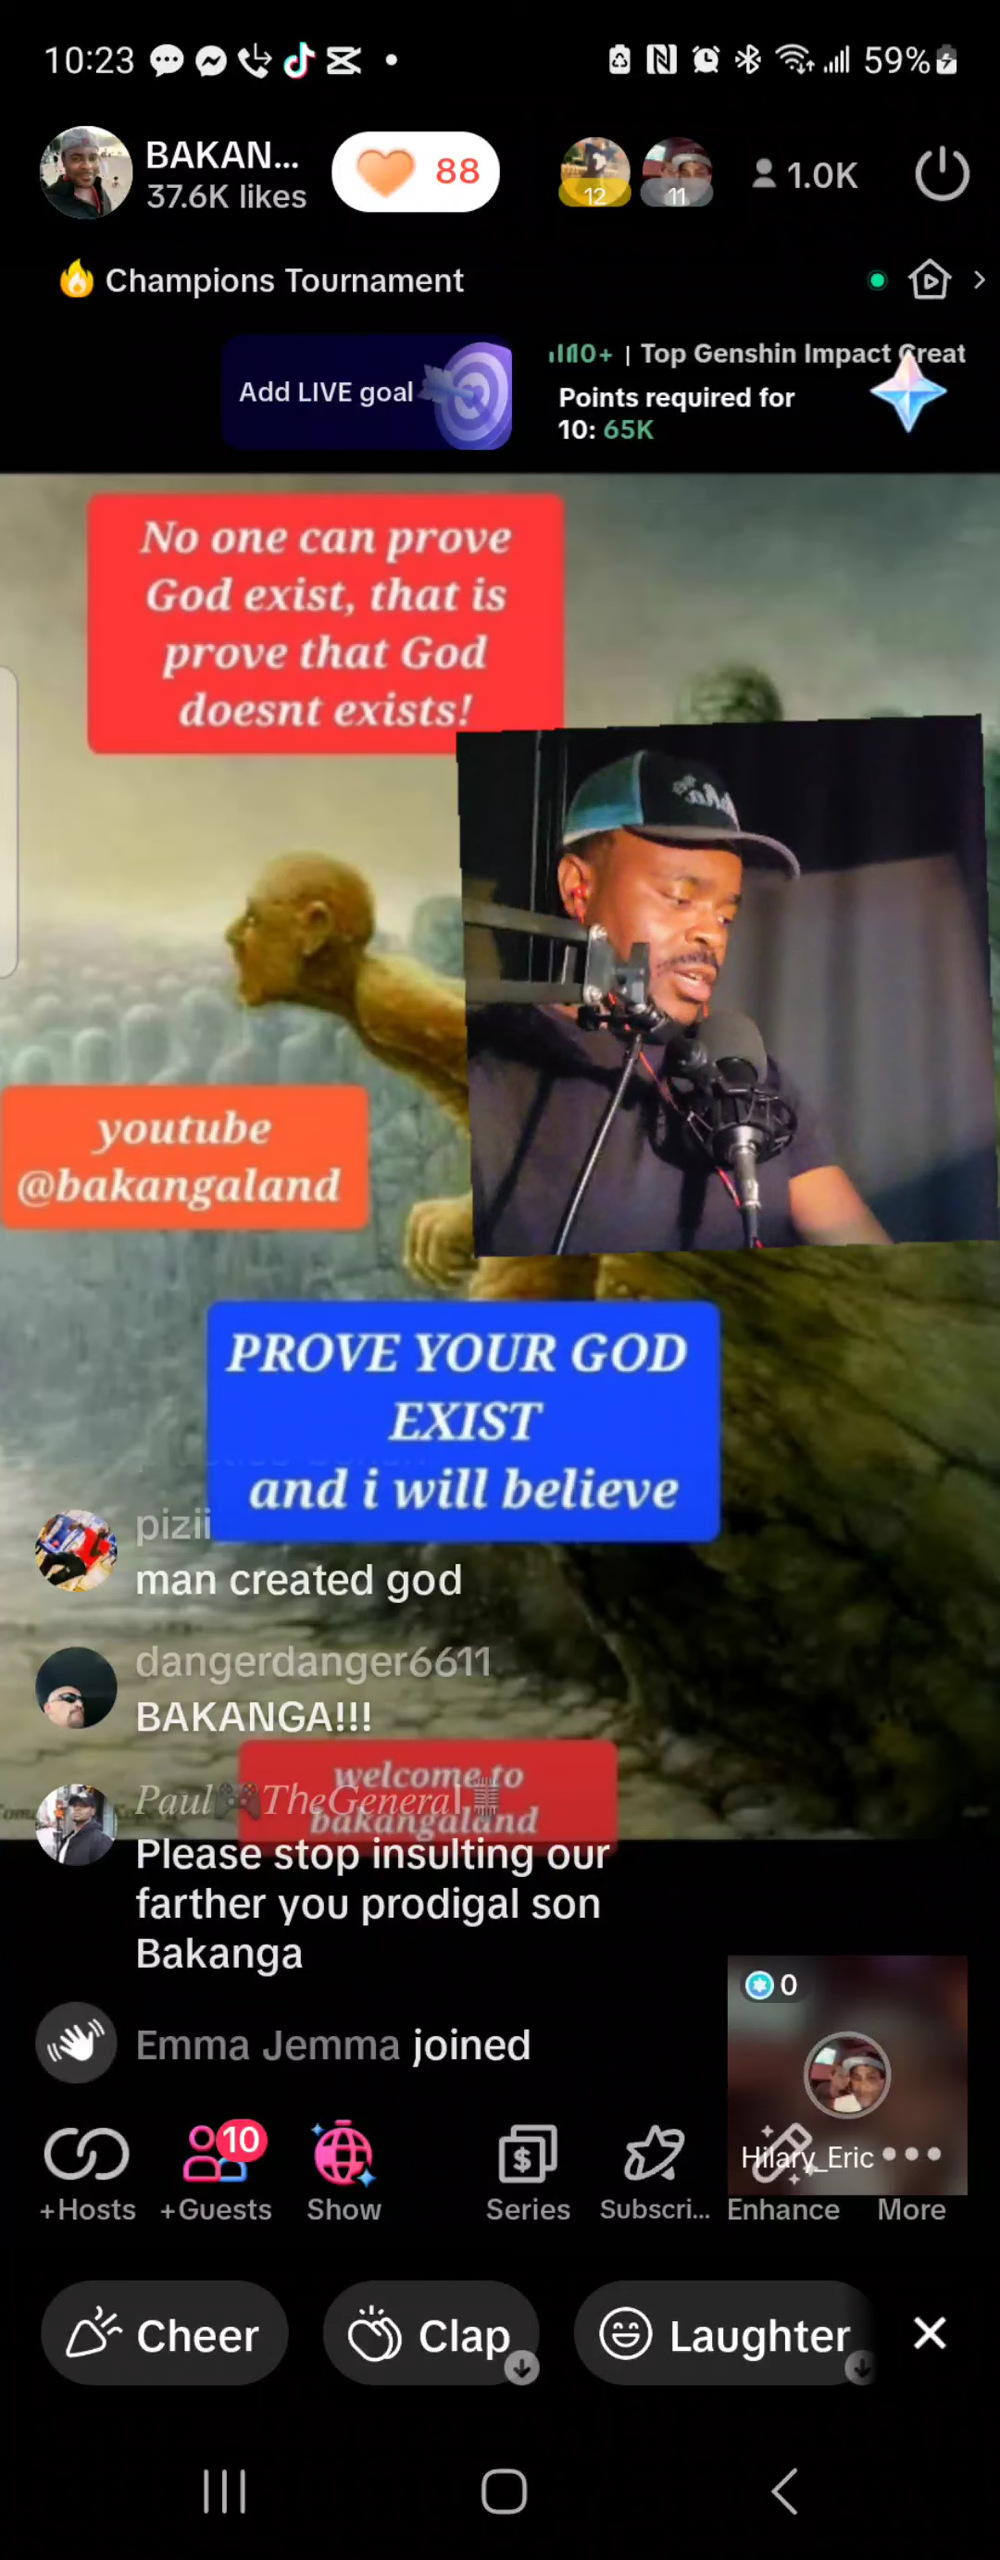 10:23
59%
BAKAN...
37.6K likes
88
12
11
1.0K
Champions Tournament
Add LIVE goal
10+ | Top Genshin Impact Creat
Points required for
10: 65K
No one can prove
God exist, that is
prove that God
doesnt exists!
youtube
@bakangaland
PROVE YOUR GOD
EXIST
and i will believe
pizii
man created god
dangerdanger6611
BAKANGA!!!
welcome to
bakangaland
Paul🎮TheGeneral
Please stop insulting our
farther you prodigal son
Bakanga
0
Emma Jemma joined
Hilary_Eric
10
+Hosts
+Guests
Show
Series
Subscri...
Enhance
More
Cheer
Clap
Laughter